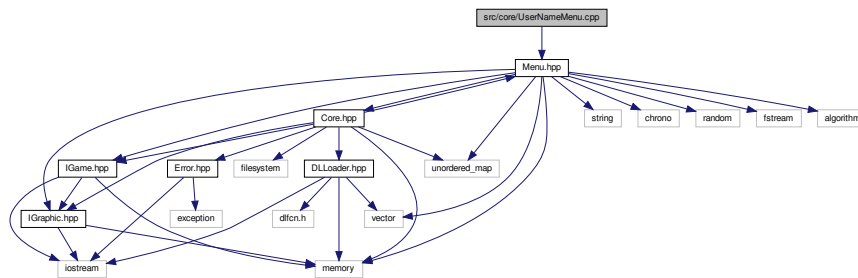 src/core/UserNameMenu.cpp
Menu.hpp
Core.hpp
string
chrono
random
fstream
algorithm
IGame.hpp
Error.hpp
filesystem
DLLoader.hpp
unordered_map
IGraphic.hpp
exception
dlfcn.h
vector
iostream
memory